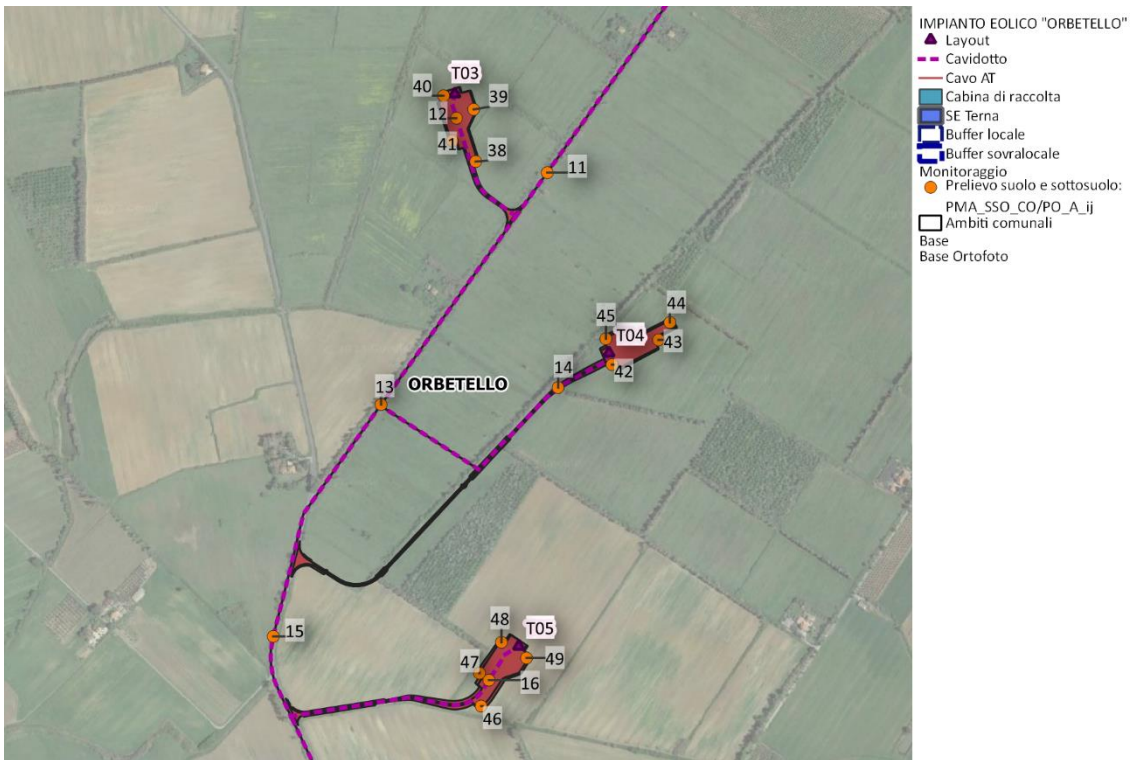 IMPIANTO EOLICO "ORBETELLO"
Layout
Cavidotto
Cavo AT
Cabina di raccolta
SE Terna
Buffer locale
Buffer sovralocale
Monitoraggio
Prelievo suolo e sottosuolo:
PMA_SSO_CO/PO_A_ij
Ambiti comunali
Base
Base Ortofoto
T03
40
39
12
41
38
11
45
44
T04
43
42
14
13
ORBETELLO
15
48
T05
49
47
16
46